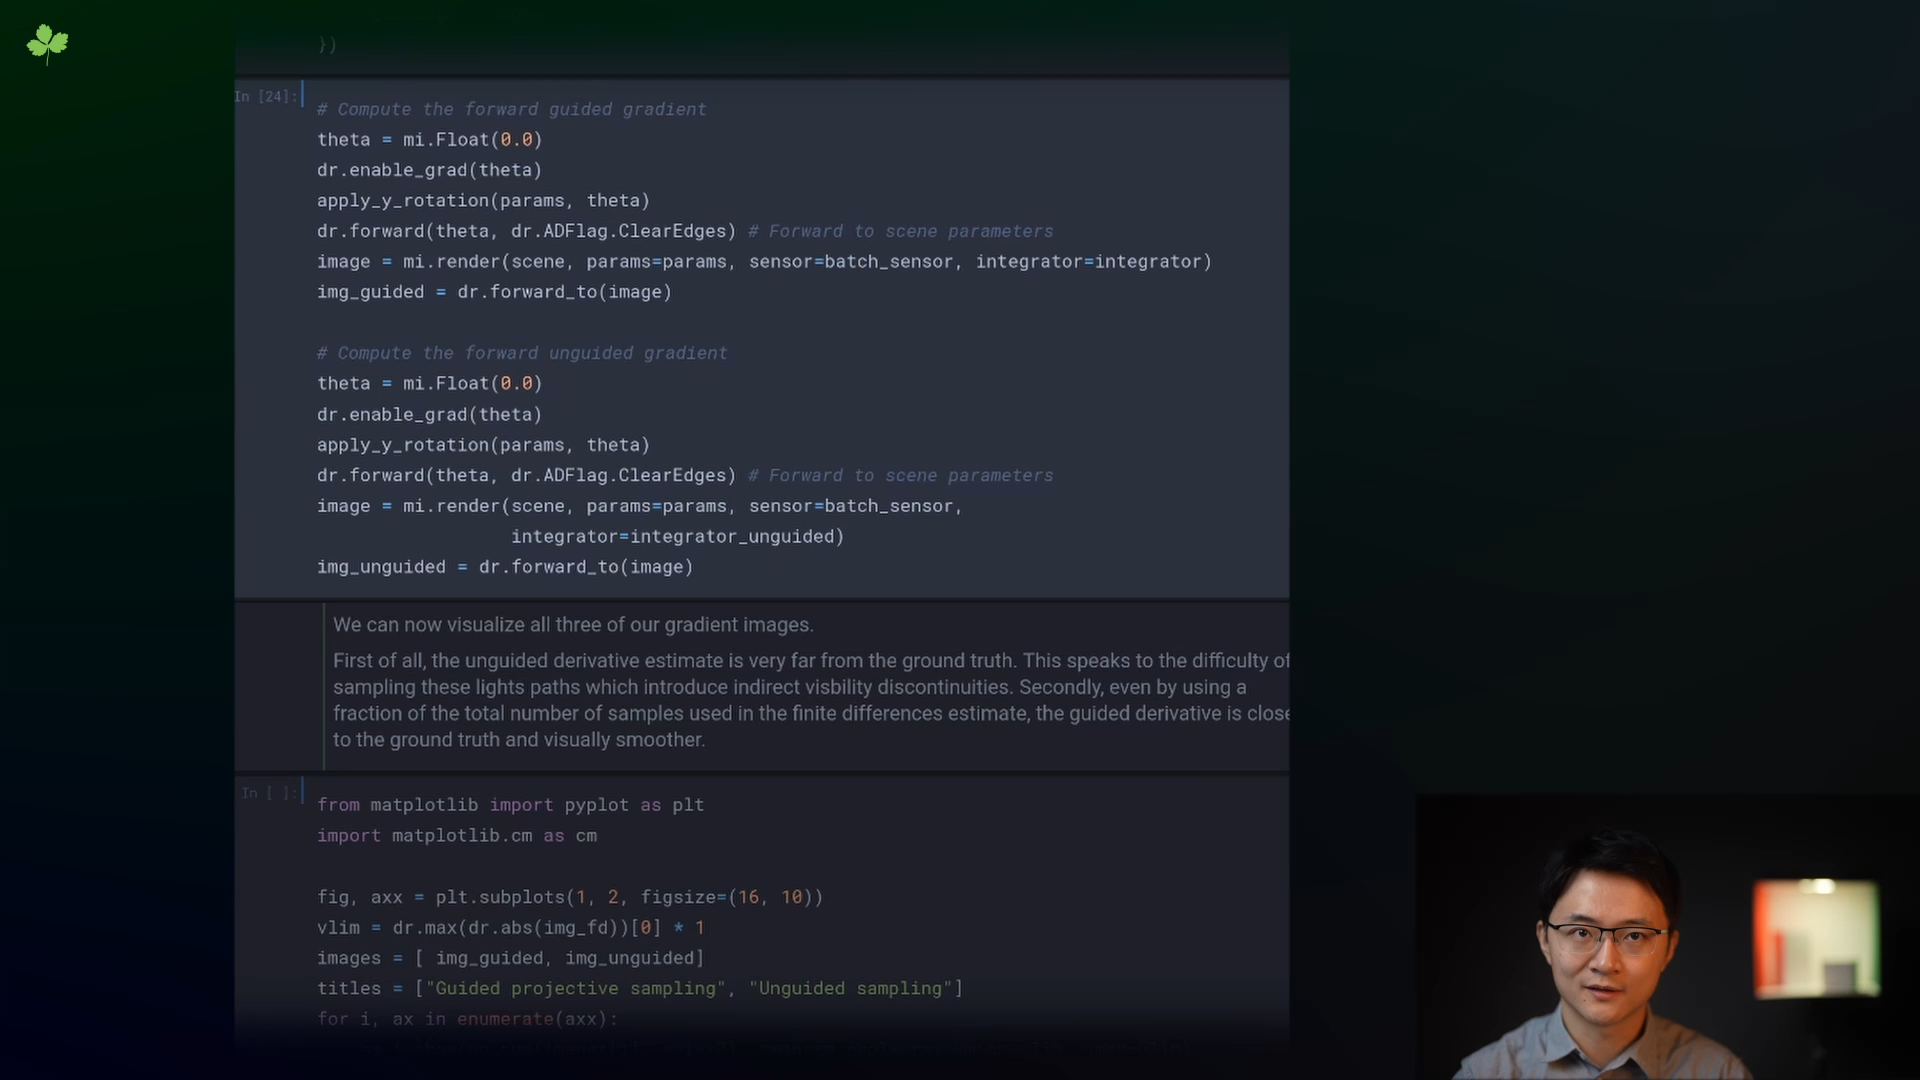 })
In [24]:
# Compute the forward guided gradient
theta = mi.Float(0.0)
dr.enable_grad(theta)
apply_y_rotation(params, theta)
dr.forward(theta, dr.ADFlag.ClearEdges) # Forward to scene parameters
image = mi.render(scene, params=params, sensor=batch_sensor, integrator=integrator)
img_guided = dr.forward_to(image)
# Compute the forward unguided gradient
theta = mi.Float(0.0)
dr.enable_grad(theta)
apply_y_rotation(params, theta)
dr.forward(theta, dr.ADFlag.ClearEdges) # Forward to scene parameters
image = mi.render(scene, params=params, sensor=batch_sensor,
integrator=integrator_unguided)
img_unguided = dr.forward_to(image)
We can now visualize all three of our gradient images.
First of all, the unguided derivative estimate is very far from the ground truth. This speaks to the difficulty of
sampling these lights paths which introduce indirect visbility discontinuities. Secondly, even by using a
fraction of the total number of samples used in the finite differences estimate, the guided derivative is close
to the ground truth and visually smoother.
In [ ]:
from matplotlib import pyplot as plt
import matplotlib.cm as cm
fig, axx = plt.subplots(1, 2, figsize=(16, 10))
vlim = dr.max(dr.abs(img_fd))[0] * 1
images = [ img_guided, img_unguided]
titles = ["Guided projective sampling", "Unguided sampling"]
for i, ax in enumerate(axx):